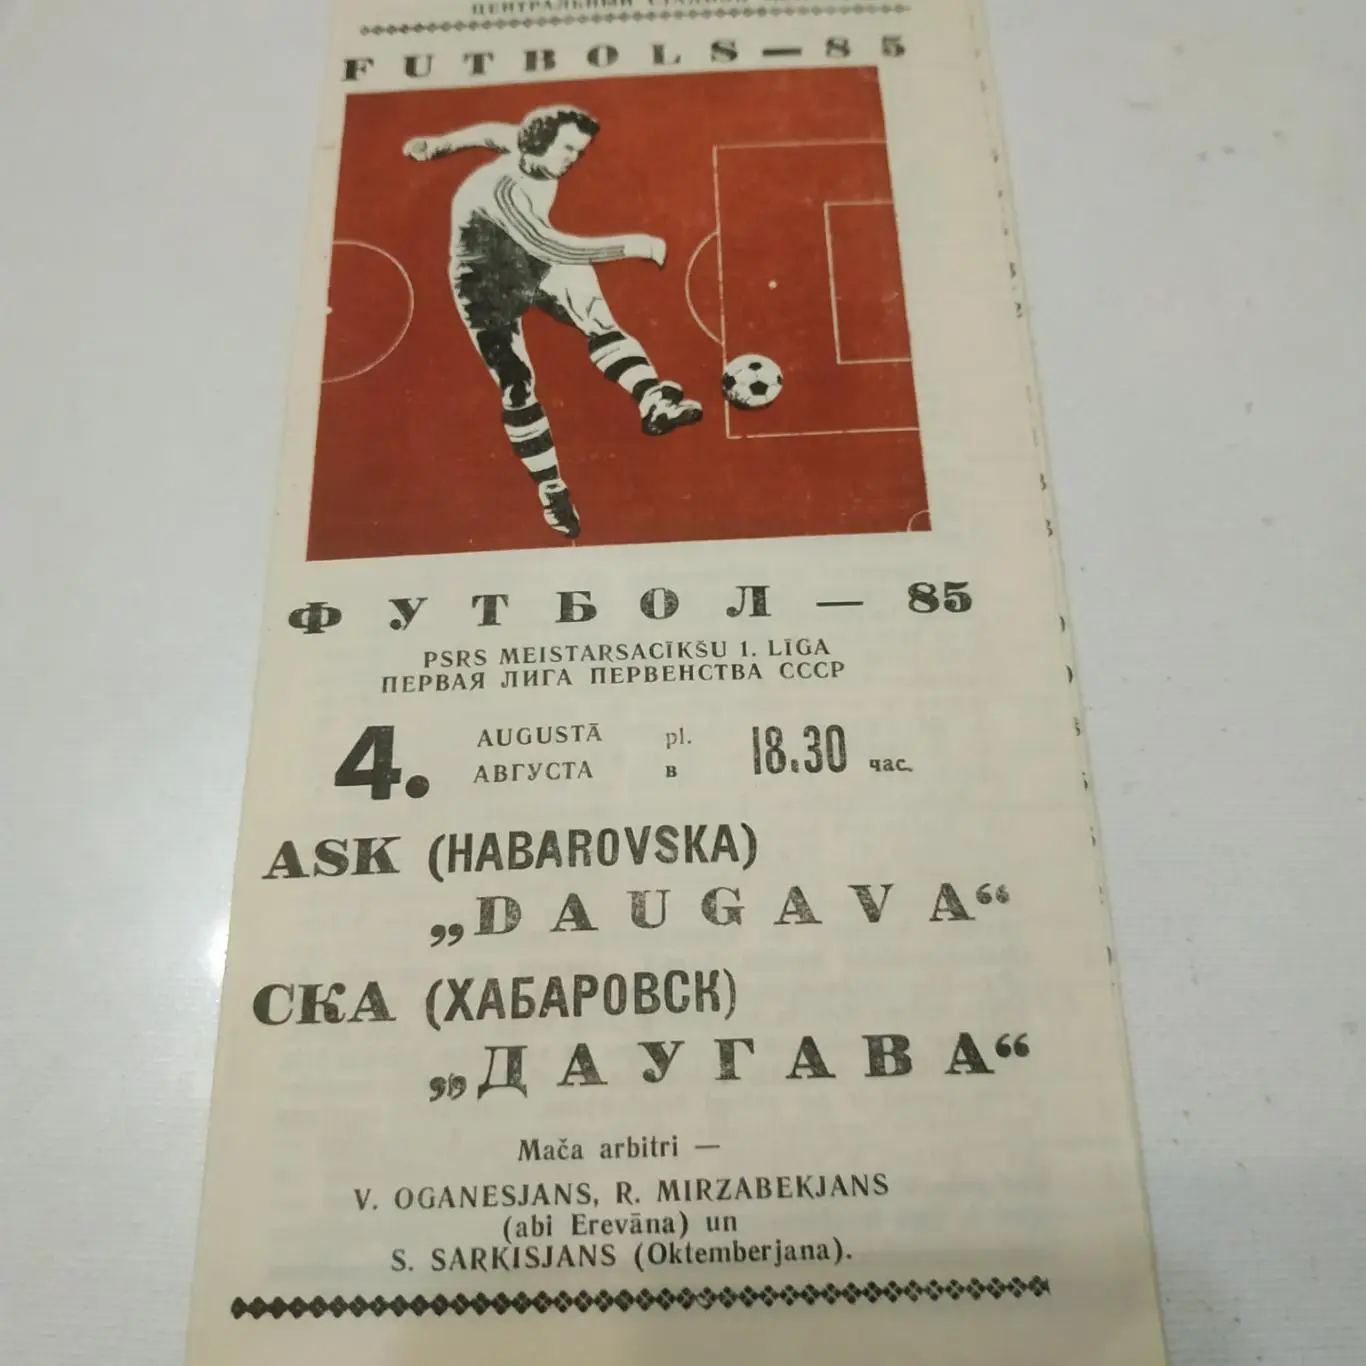 ЦЕНТРАЛЬНЫЙ
FUTBOLS — 85
ФУТБОЛ — 85
PSRS MEISTARSACĪKŠU 1. LĪGA
ПЕРВАЯ ЛИГА ПЕРВЕНСТВА СССР
4. AUGUSTĀ pl. 18.30
АВГУСТА в час.
ASK (HABAROVSKA)
„DAUGAVA“
СКА (ХАБАРОВСК)
„ДАУГАВА“
Mača arbitri —
V. OGANESJANS, R. MIRZABEKJANS
(abi Erevāna) un
S. SARKISJANS (Oktemberjana).